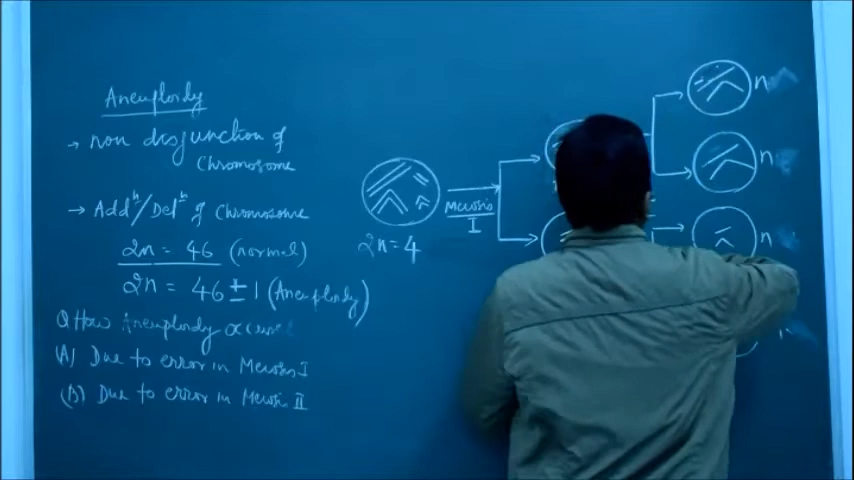 Aneuploidy
→ non disjunction of
Chromosome
→ Addⁿ/Delⁿ of Chromosome
2n = 46 (normal)
2n = 46 ± 1 (Aneuploidy)
Q How Aneuploidy occurs
(A) Due to error in Meiosis I
(B) Due to error in Meiosis II
2n = 4
Meiosis
I
n
n
n
n